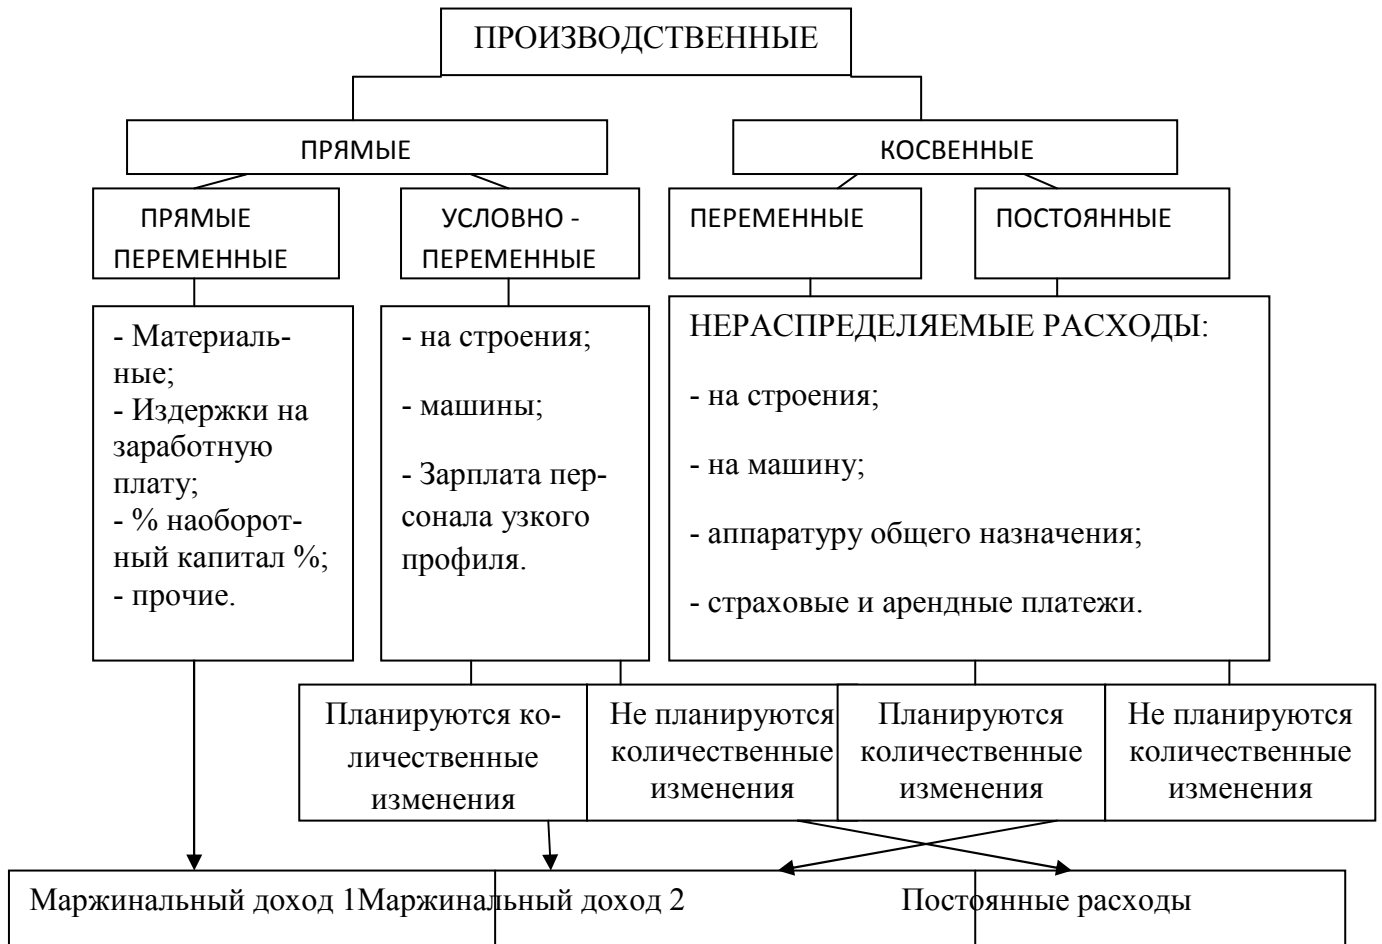 ПРОИЗВОДСТВЕННЫЕ
ПРЯМЫЕ
КОСВЕННЫЕ
ПРЯМЫЕ
ПЕРЕМЕННЫЕ
УСЛОВНО -
ПЕРЕМЕННЫЕ
ПЕРЕМЕННЫЕ
ПОСТОЯННЫЕ
- Материаль-
ные;
- Издержки на
заработную
плату;
- % наоборот-
ный капитал %;
- прочие.
- на строения;
- машины;
- Зарплата пер-
сонала узкого
профиля.
НЕРАСПРЕДЕЛЯЕМЫЕ РАСХОДЫ:
- на строения;
- на машину;
- аппаратуру общего назначения;
- страховые и арендные платежи.
Планируются ко-
личественные
изменения
Не планируются
количественные
изменения
Планируются
количественные
изменения
Не планируются
количественные
изменения
Маржинальный доход 1
Маржинальный доход 2
Постоянные расходы